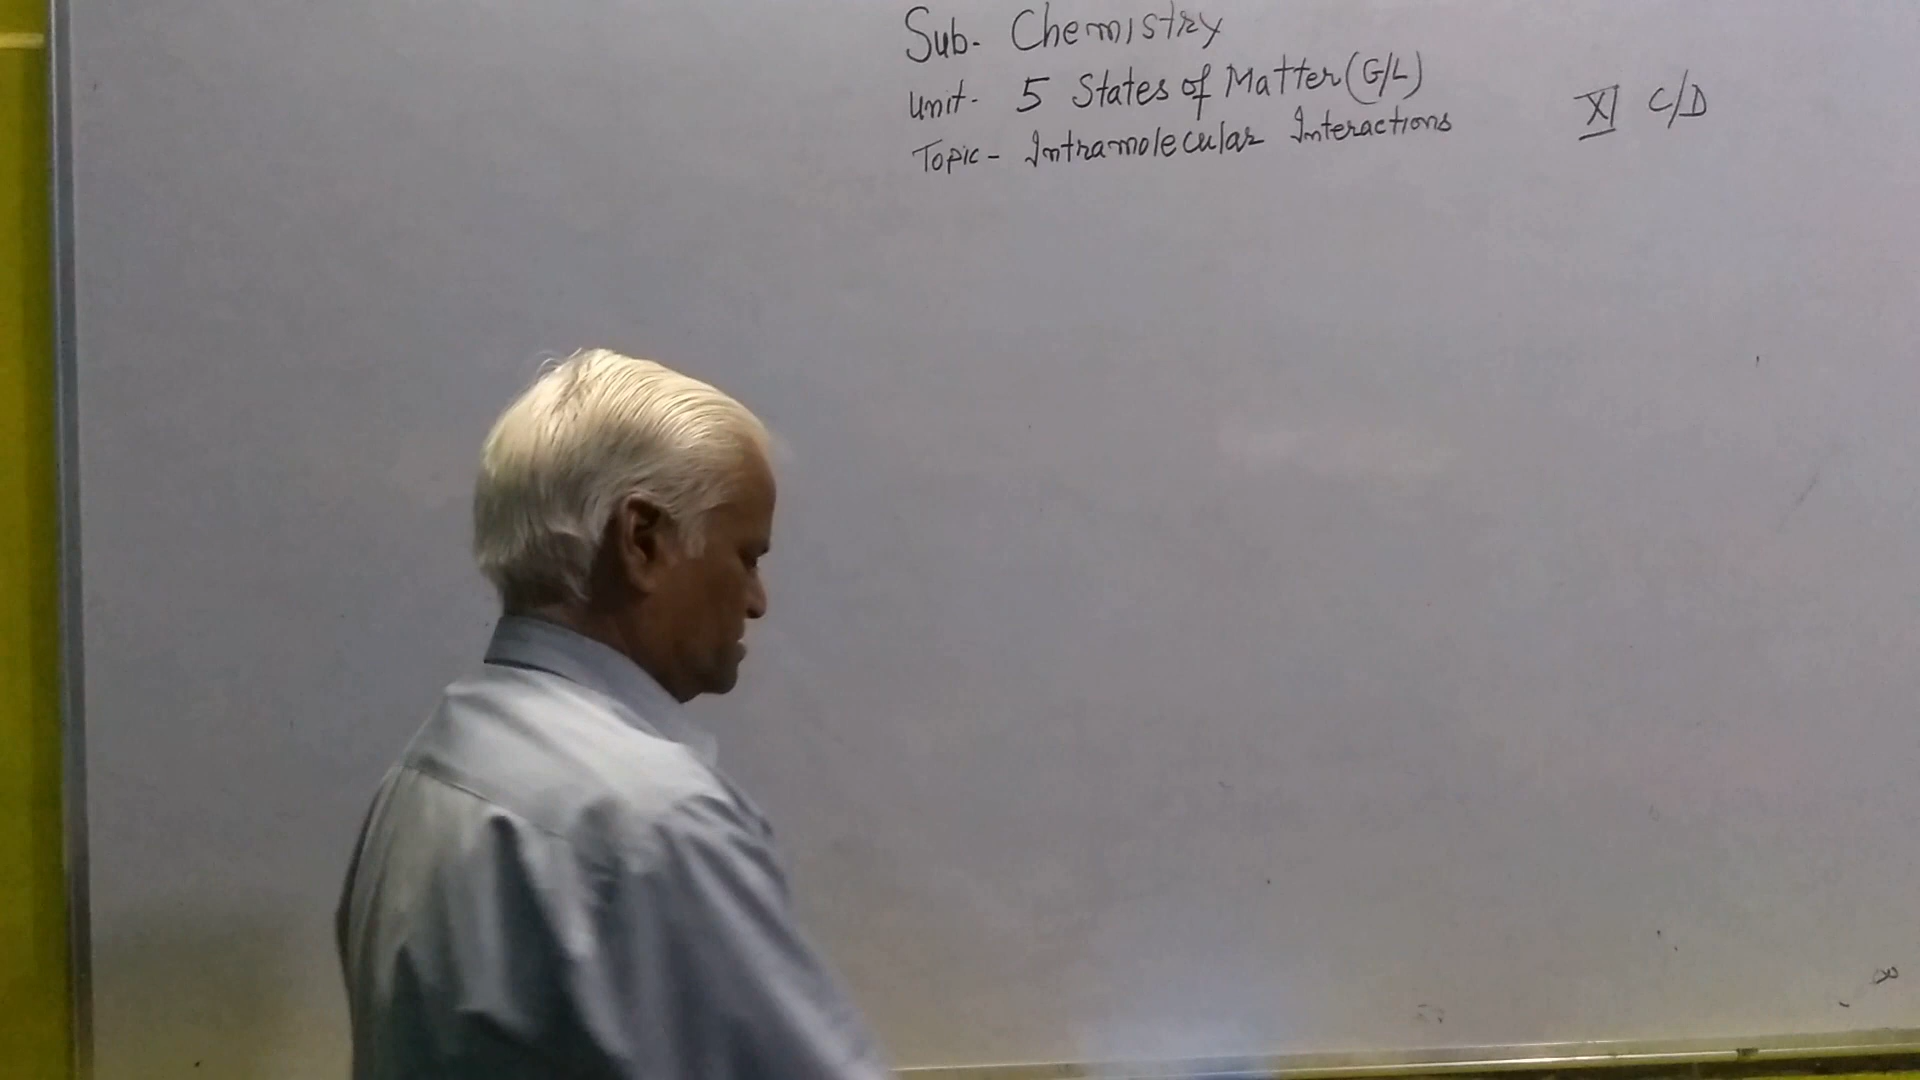 Sub- Chemistry
Unit- 5 States of Matter (G/L)
XI C/D
Topic- Intramolecular Interactions